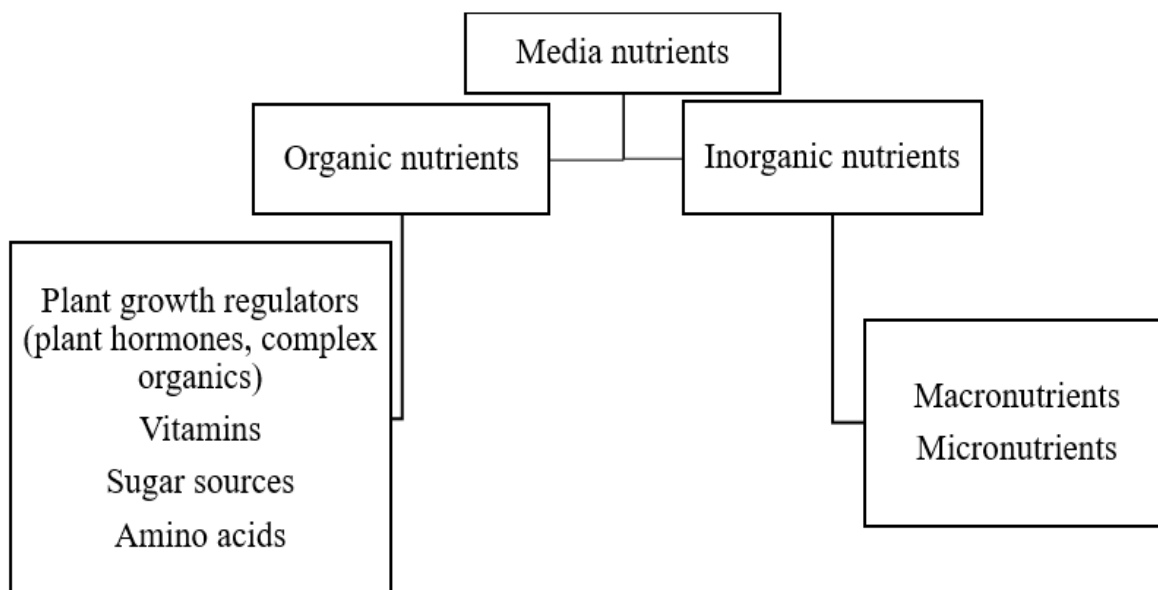 Media nutrients
Organic nutrients
Inorganic nutrients
Plant growth regulators
(plant hormones, complex
organics)
Vitamins
Sugar sources
Amino acids
Macronutrients
Micronutrients